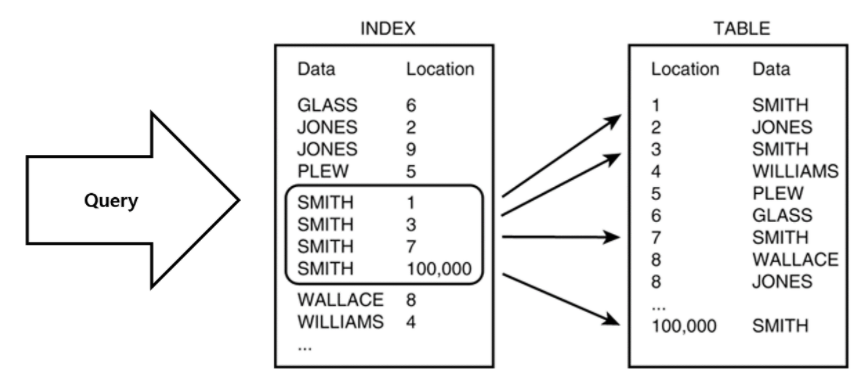 Query
INDEX
Data Location
GLASS 6
JONES 2
JONES 9
PLEW 5
SMITH 1
SMITH 3
SMITH 7
SMITH 100,000
WALLACE 8
WILLIAMS 4
...
TABLE
Location Data
1 SMITH
2 JONES
3 SMITH
4 WILLIAMS
5 PLEW
6 GLASS
7 SMITH
8 WALLACE
8 JONES
...
100,000 SMITH